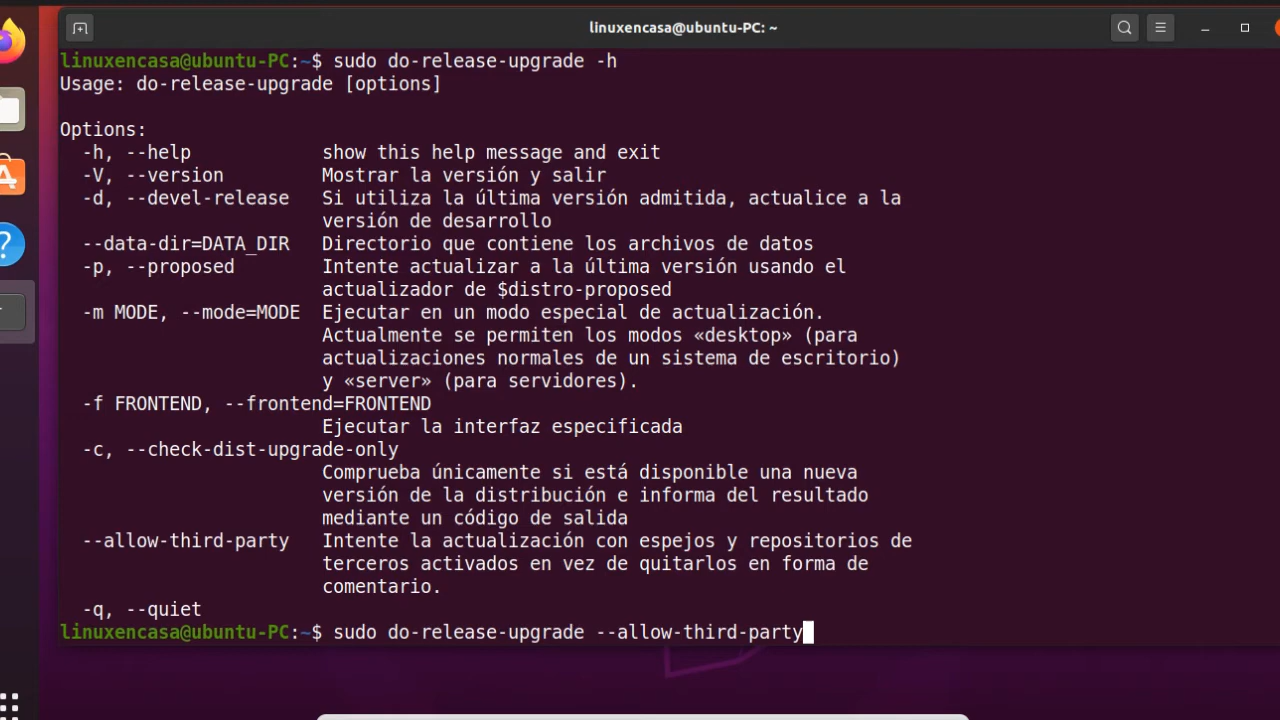 linuxencasa@ubuntu-PC: ~
linuxencasa@ubuntu-PC:~$ sudo do-release-upgrade -h
Usage: do-release-upgrade [options]
Options:
-h, --help show this help message and exit
-V, --version Mostrar la versión y salir
-d, --devel-release Si utiliza la última versión admitida, actualice a la
versión de desarrollo
--data-dir=DATA_DIR Directorio que contiene los archivos de datos
-p, --proposed Intente actualizar a la última versión usando el
actualizador de $distro-proposed
-m MODE, --mode=MODE Ejecutar en un modo especial de actualización.
Actualmente se permiten los modos «desktop» (para
actualizaciones normales de un sistema de escritorio)
y «server» (para servidores).
-f FRONTEND, --frontend=FRONTEND
Ejecutar la interfaz especificada
-c, --check-dist-upgrade-only
Comprueba únicamente si está disponible una nueva
versión de la distribución e informa del resultado
mediante un código de salida
--allow-third-party Intente la actualización con espejos y repositorios de
terceros activados en vez de quitarlos en forma de
comentario.
-q, --quiet
linuxencasa@ubuntu-PC:~$ sudo do-release-upgrade --allow-third-party